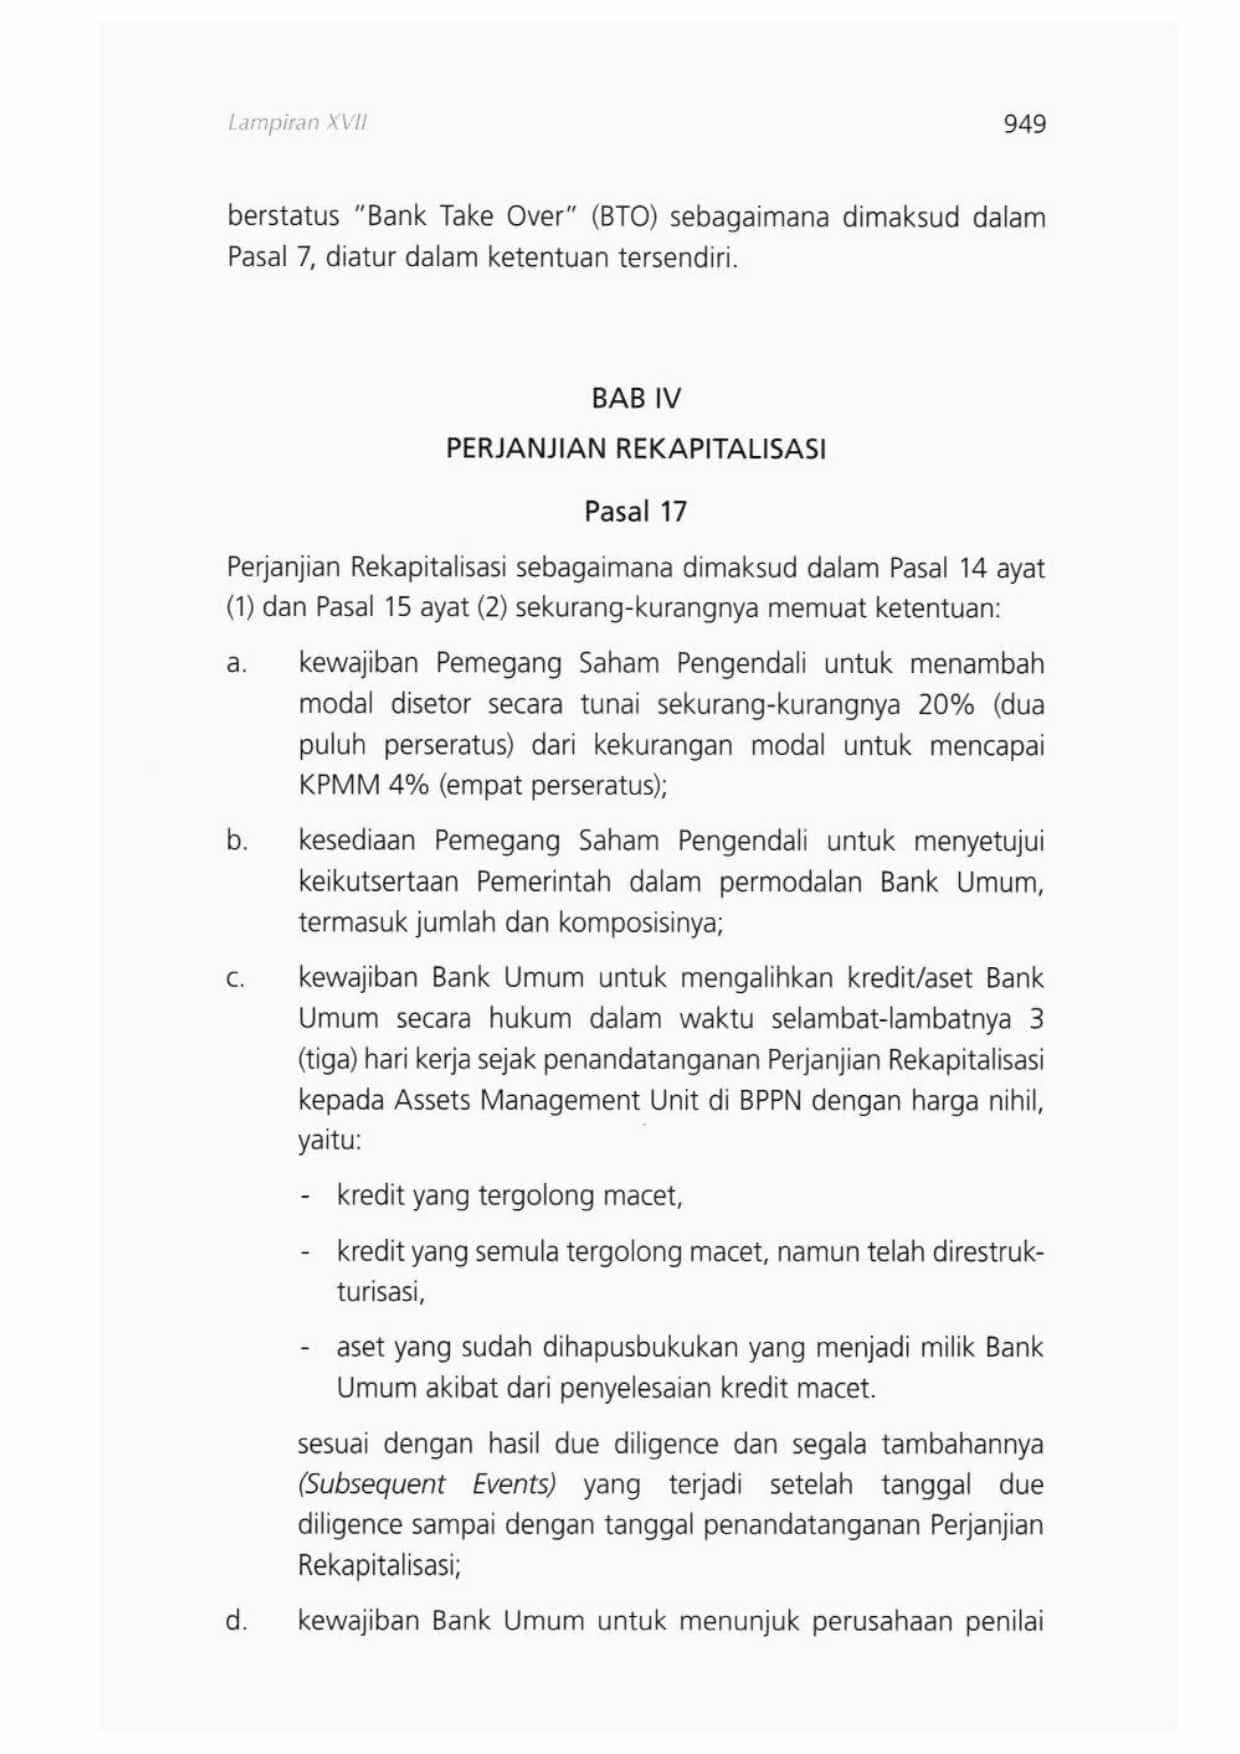 Lampiran XVII
949
berstatus "Bank Take Over" (BTO) sebagaimana dimaksud dalam
Pasal 7, diatur dalam ketentuan tersendiri.
BAB IV
PERJANJIAN REKAPITALISASI
Pasal 17
Perjanjian Rekapitalisasi sebagaimana dimaksud dalam Pasal 14 ayat
(1) dan Pasal 15 ayat (2) sekurang-kurangnya memuat ketentuan:
a. kewajiban Pemegang Saham Pengendali untuk menambah
modal disetor secara tunai sekurang-kurangnya 20% (dua
puluh perseratus) dari kekurangan modal untuk mencapai
KPMM 4% (empat perseratus);
b. kesediaan Pemegang Saham Pengendali untuk menyetujui
keikutsertaan Pemerintah dalam permodalan Bank Umum,
termasuk jumlah dan komposisinya;
c. kewajiban Bank Umum untuk mengalihkan kredit/aset Bank
Umum secara hukum dalam waktu selambat-lambatnya 3
(tiga) hari kerja sejak penandatanganan Perjanjian Rekapitalisasi
kepada Assets Management Unit di BPPN dengan harga nihil,
yaitu:
- kredit yang tergolong macet,
- kredit yang semula tergolong macet, namun telah direstruk-
turisasi,
- aset yang sudah dihapusbukukan yang menjadi milik Bank
Umum akibat dari penyelesaian kredit macet.
sesuai dengan hasil due diligence dan segala tambahannya
(Subsequent Events) yang terjadi setelah tanggal due
diligence sampai dengan tanggal penandatanganan Perjanjian
Rekapitalisasi;
d. kewajiban Bank Umum untuk menunjuk perusahaan penilai